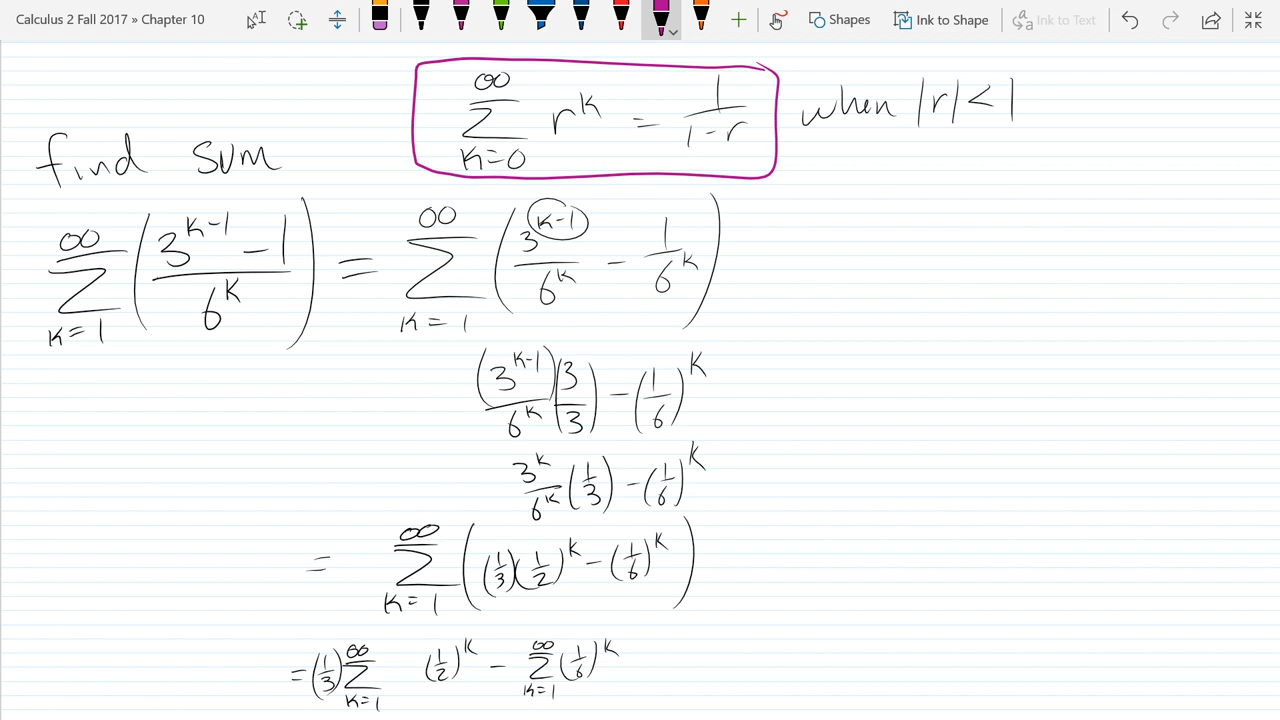 Calculus 2 Fall 2017 » Chapter 10
Shapes
Ink to Shape
Ink to Text
find sum
∞ Σ K=0 r^k = 1/(1-r) when |r| < 1
∞ Σ K=1 ((3^(K-1) - 1)/6^K) = ∞ Σ K=1 (3^(K-1)/6^K - 1/6^K)
(3^(K-1)/6^K)(3/3) - (1/6)^K
3^K/6^K (1/3) - (1/6)^K
= ∞ Σ K=1 ((1/3)(1/2)^K - (1/6)^K)
= (1/3) ∞ Σ K=1 (1/2)^K - ∞ Σ K=1 (1/6)^K